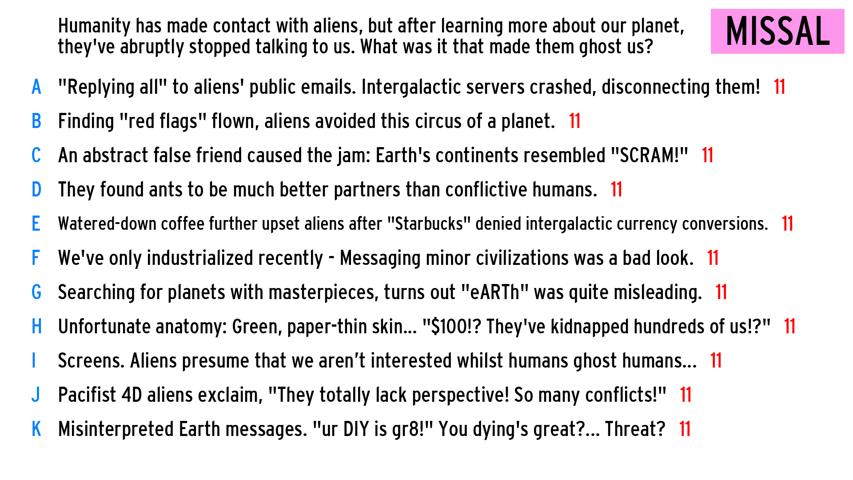 Humanity has made contact with aliens, but after learning more about our planet,
they've abruptly stopped talking to us. What was it that made them ghost us?
MISSAL
A "Replying all" to aliens' public emails. Intergalactic servers crashed, disconnecting them! 11
B Finding "red flags" flown, aliens avoided this circus of a planet. 11
C An abstract false friend caused the jam: Earth's continents resembled "SCRAM!" 11
D They found ants to be much better partners than conflictive humans. 11
E Watered-down coffee further upset aliens after "Starbucks" denied intergalactic currency conversions. 11
F We've only industrialized recently - Messaging minor civilizations was a bad look. 11
G Searching for planets with masterpieces, turns out "eARTh" was quite misleading. 11
H Unfortunate anatomy: Green, paper-thin skin... "$100!? They've kidnapped hundreds of us!?" 11
I Screens. Aliens presume that we aren’t interested whilst humans ghost humans... 11
J Pacifist 4D aliens exclaim, "They totally lack perspective! So many conflicts!" 11
K Misinterpreted Earth messages. "ur DIY is gr8!" You dying's great?... Threat? 11